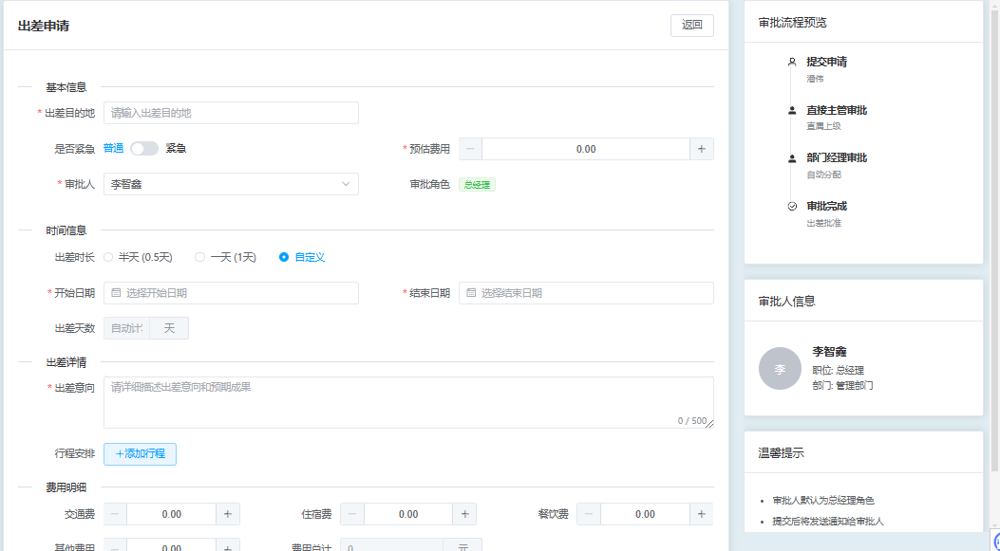 出差申请
返回
基本信息
* 出差目的地 请输入出差目的地
是否紧急 普通 紧急
* 预估费用 0.00
* 审批人 李智鑫
审批角色 总经理
时间信息
出差时长 半天 (0.5天) 一天 (1天) 自定义
* 开始日期 选择开始日期
* 结束日期 选择结束日期
出差天数 自动计 天
出差详情
* 出差意向 请详细描述出差意向和预期成果
0 / 500
行程安排 +添加行程
费用明细
交通费 0.00
住宿费 0.00
餐饮费 0.00
其他费用 0.00
费用总计 0 元
审批流程预览
提交申请
潘伟
直接主管审批
直属上级
部门经理审批
自动分配
审批完成
出差批准
审批人信息
李
李智鑫
职位: 总经理
部门: 管理部门
温馨提示
• 审批人默认为总经理角色
• 提交后将发送通知给审批人